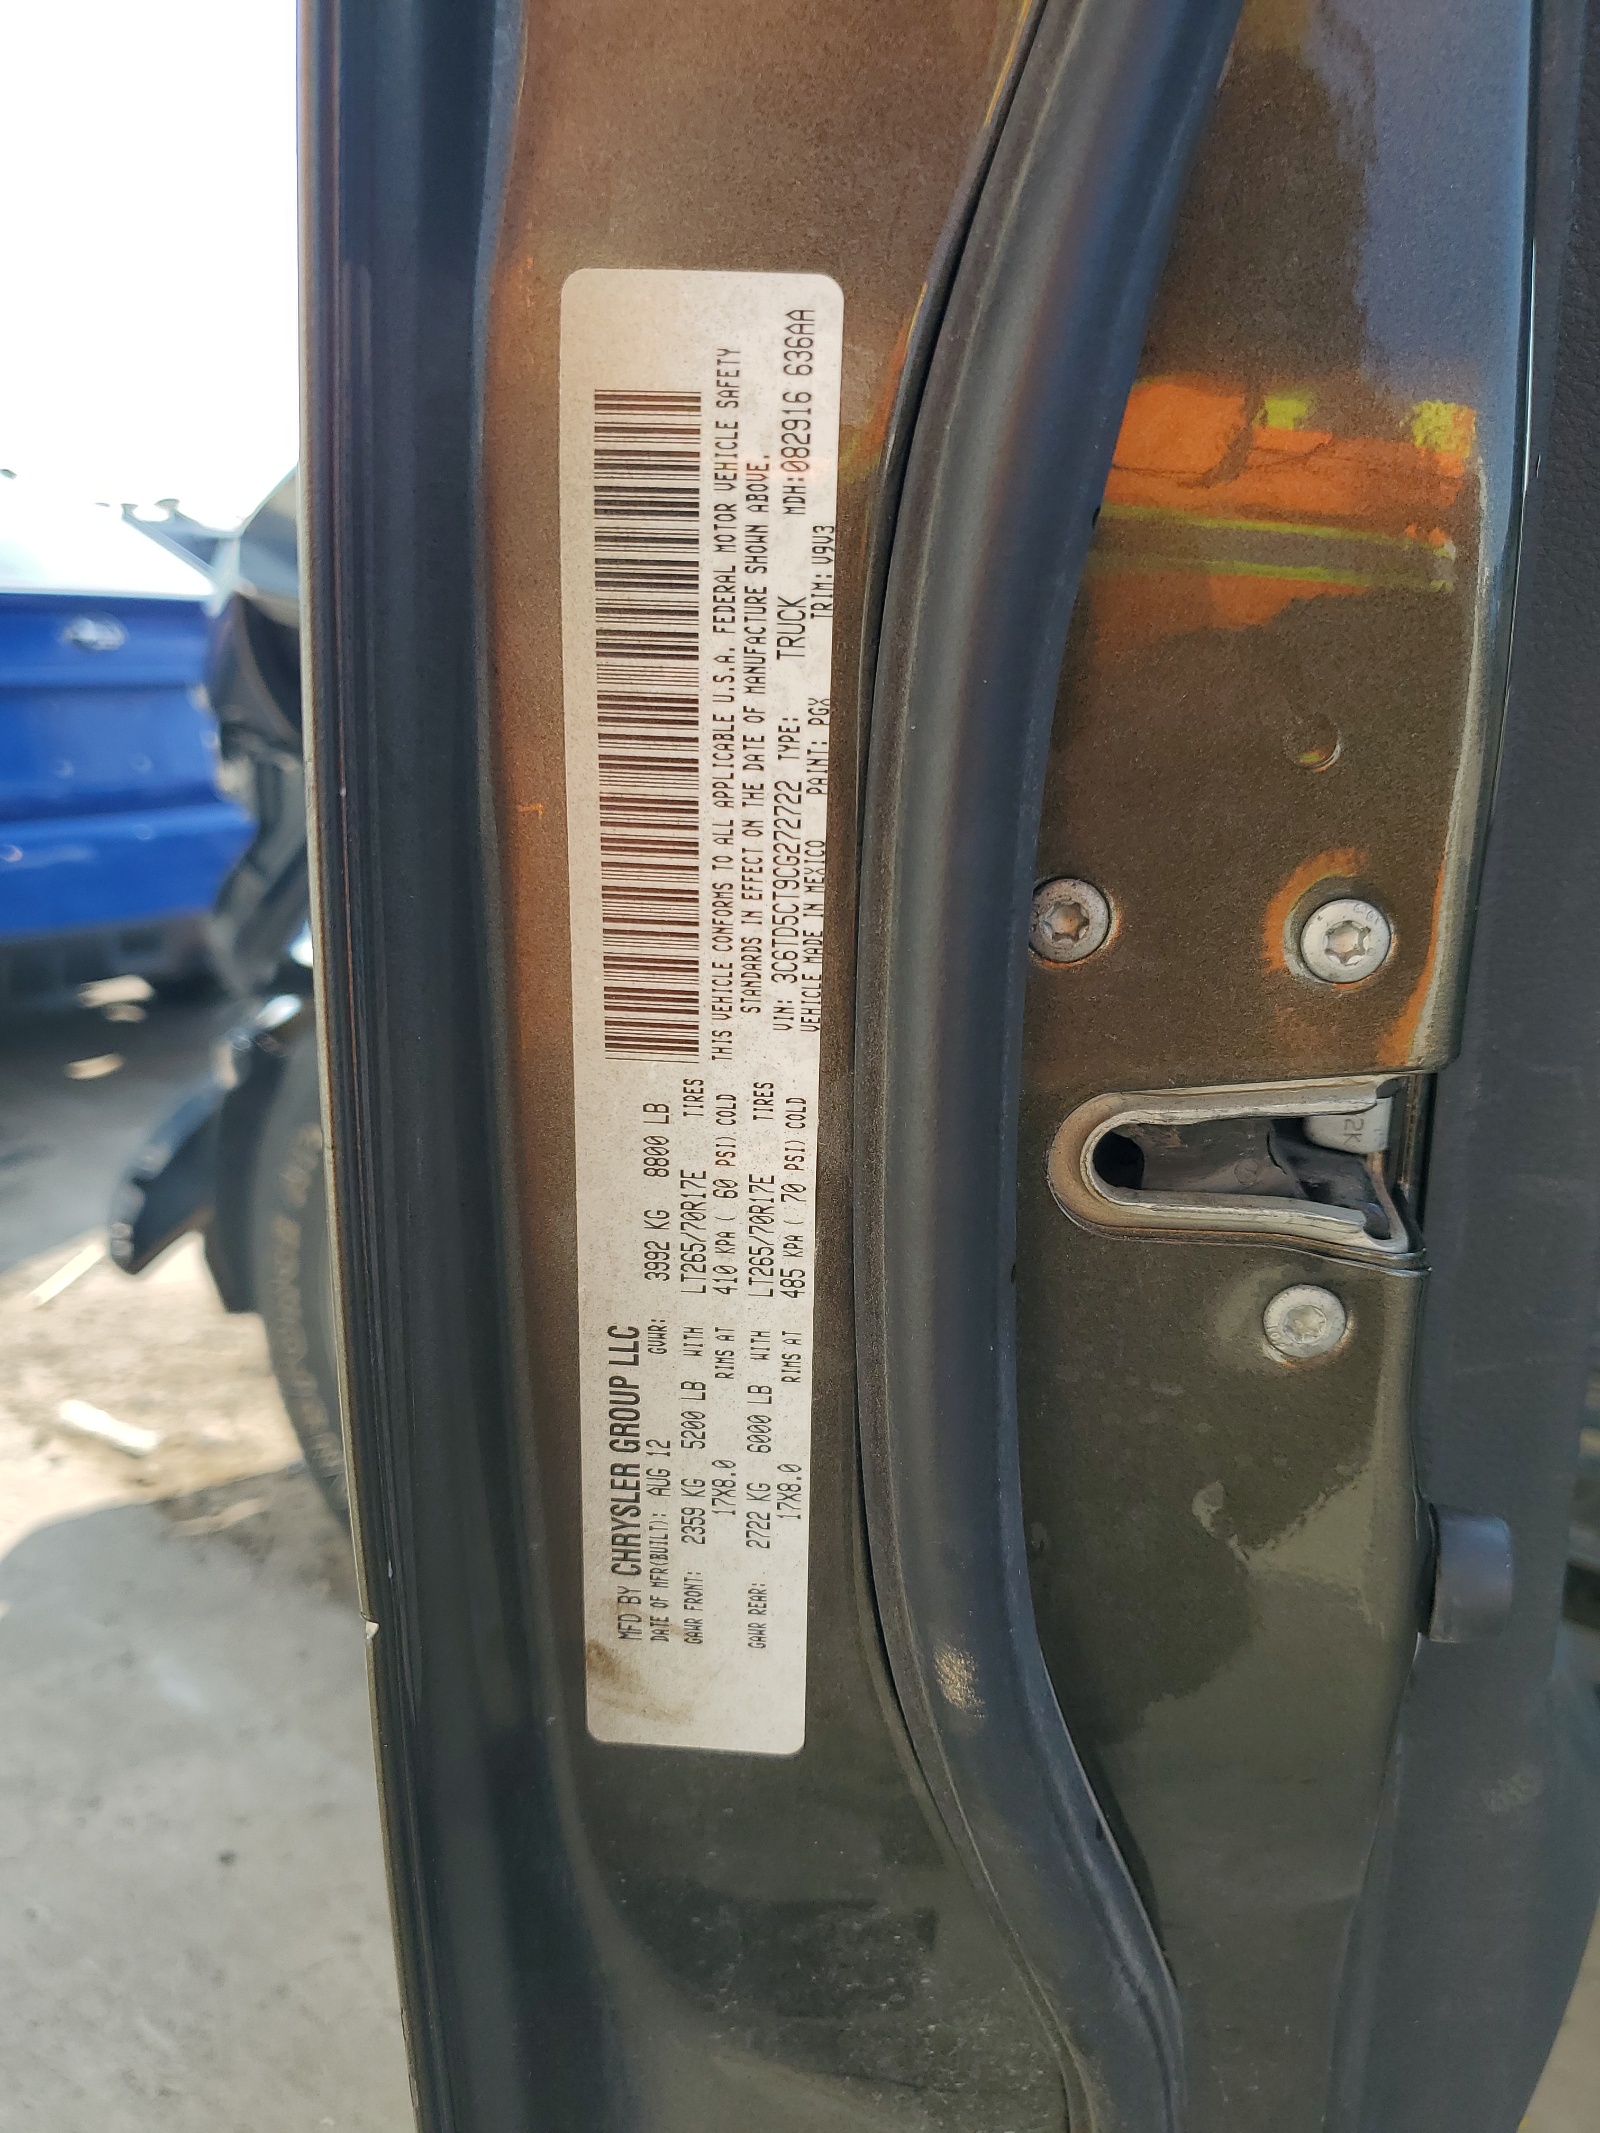 MFD BY CHRYSLER GROUP LLC
DATE OF MFR(BUILT): AUG 12 GVWR: 3992 KG 8800 LB
GAWR FRONT: 2359 KG 5200 LB WITH LT265/70R17E TIRES
17X8.0 RIMS AT 410 KPA ( 60 PSI) COLD
GAWR REAR: 2722 KG 6000 LB WITH LT265/70R17E TIRES
17X8.0 RIMS AT 485 KPA ( 70 PSI) COLD
THIS VEHICLE CONFORMS TO ALL APPLICABLE U.S.A. FEDERAL MOTOR VEHICLE SAFETY
STANDARDS IN EFFECT ON THE DATE OF MANUFACTURE SHOWN ABOVE.
VIN: 3C6TD5CT9CG272722 TYPE: TRUCK MDH:082916 636AA
VEHICLE MADE IN MEXICO PAINT: PGX TRIM: V9V3